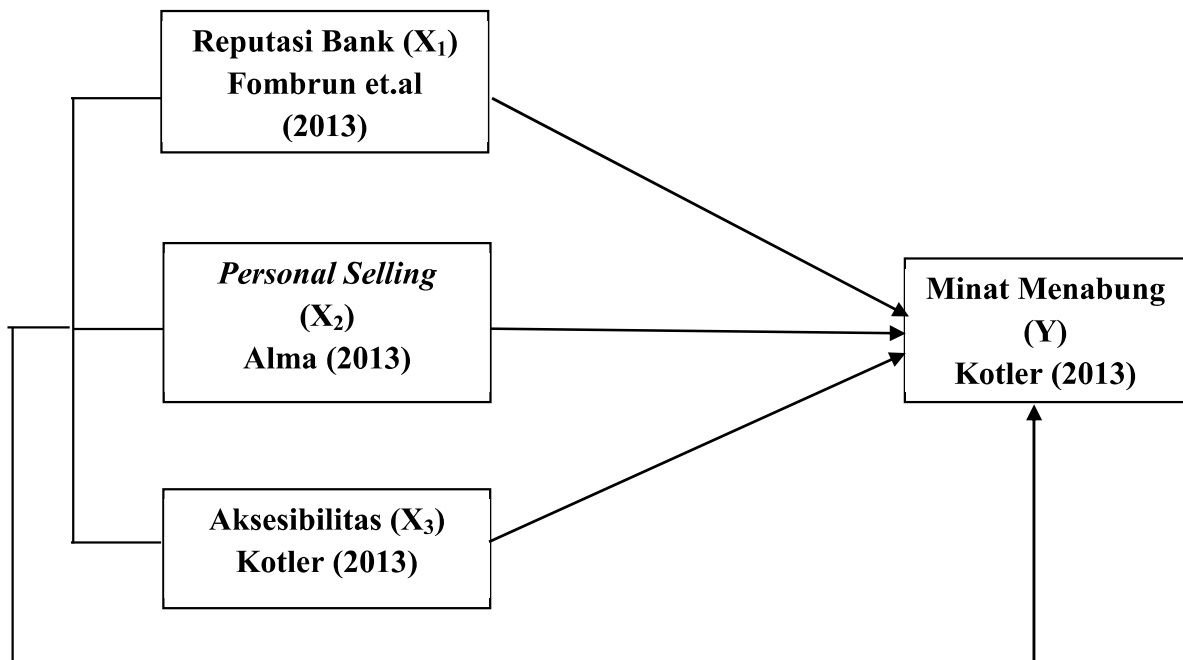 Reputasi Bank (X₁)
Fombrun et.al
(2013)
Personal Selling
(X₂)
Alma (2013)
Aksesibilitas (X₃)
Kotler (2013)
Minat Menabung
(Y)
Kotler (2013)